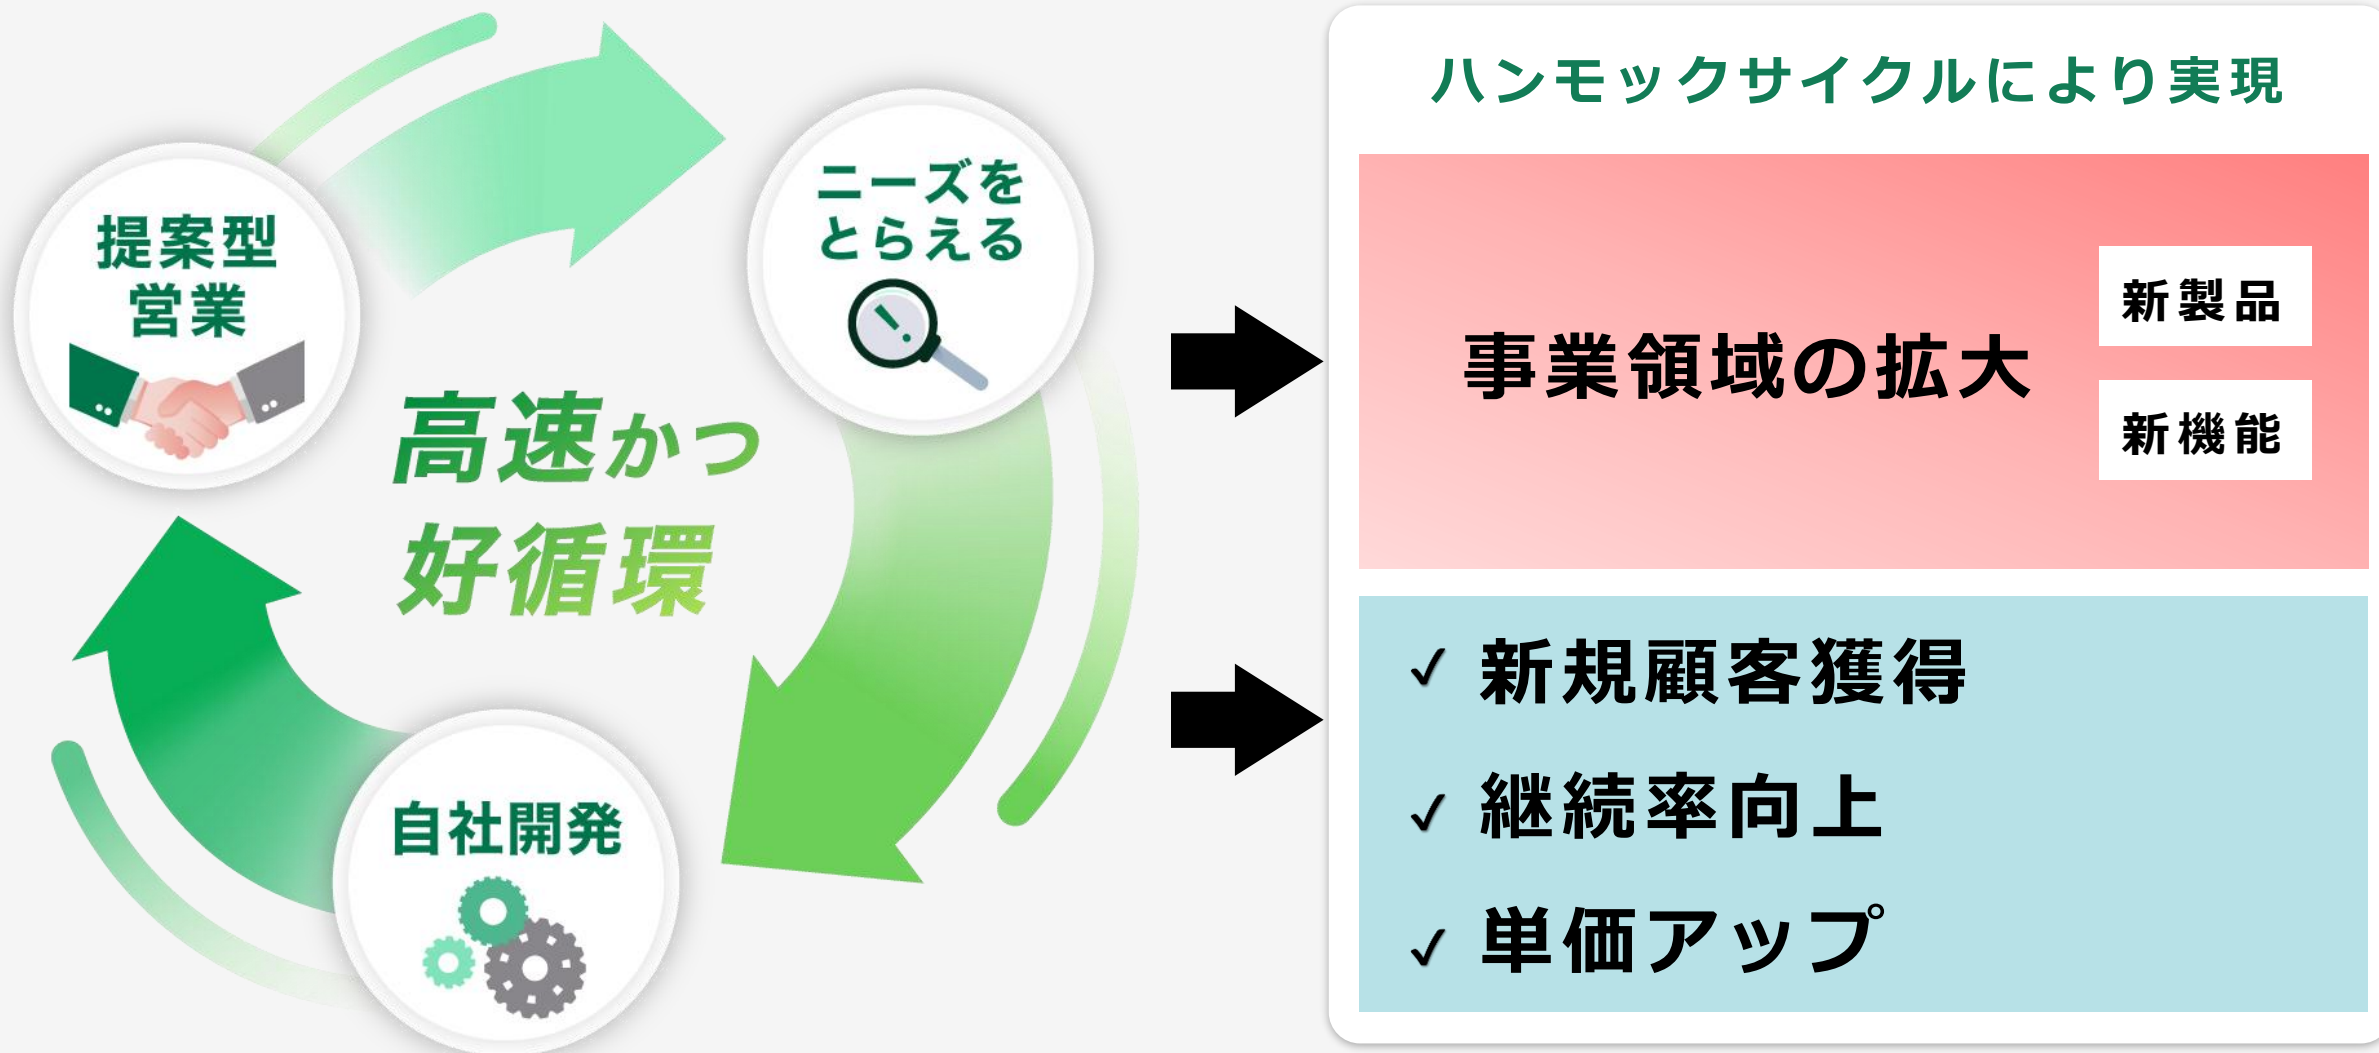 提案型
営業
ニーズを
とらえる
高速かつ
好循環
自社開発
ハンモックサイクルにより実現
事業領域の拡大
新製品
新機能
✓ 新規顧客獲得
✓ 継続率向上
✓ 単価アップ